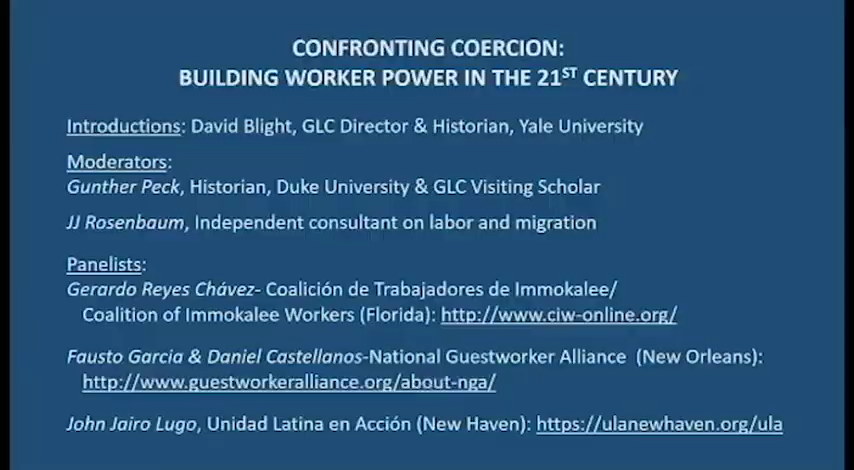 CONFRONTING COERCION:
BUILDING WORKER POWER IN THE 21ST CENTURY
Introductions: David Blight, GLC Director & Historian, Yale University
Moderators:
Gunther Peck, Historian, Duke University & GLC Visiting Scholar
JJ Rosenbaum, Independent consultant on labor and migration
Panelists:
Gerardo Reyes Chávez- Coalición de Trabajadores de Immokalee/
Coalition of Immokalee Workers (Florida): http://www.ciw-online.org/
Fausto Garcia & Daniel Castellanos-National Guestworker Alliance (New Orleans):
http://www.guestworkeralliance.org/about-nga/
John Jairo Lugo, Unidad Latina en Acción (New Haven): https://ulanewhaven.org/ula